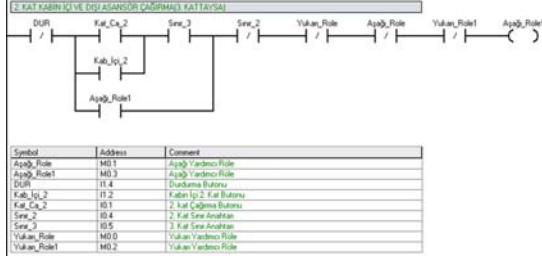 2. KAT KABİN İÇİ VE DIŞI ASANSÖR ÇAĞIRMA(3. KATTAYSA)
DUR Kat_Ca_2 Sınır_3 Sınır_2 Yukarı_Role Aşağı_Role Yukarı_Role1 Aşağı_Role1
Kab_İçi_2
Aşağı_Role1
Symbol Address Comment
Aşağı_Role M0.1 Aşağı Yardımcı Röle
Aşağı_Role1 M0.3 Aşağı Yardımcı Röle
DUR I1.4 Durdurma Butonu
Kab_İçi_2 I1.2 Kabin İçi 2. Kat Butonu
Kat_Ca_2 I0.1 2. kat Çağırma Butonu
Sınır_2 I0.4 2. Kat Sınır Anahtarı
Sınır_3 I0.5 3. Kat Sınır Anahtarı
Yukarı_Role M0.0 Yukarı Yardımcı Röle
Yukarı_Role1 M0.2 Yukarı Yardımcı Röle